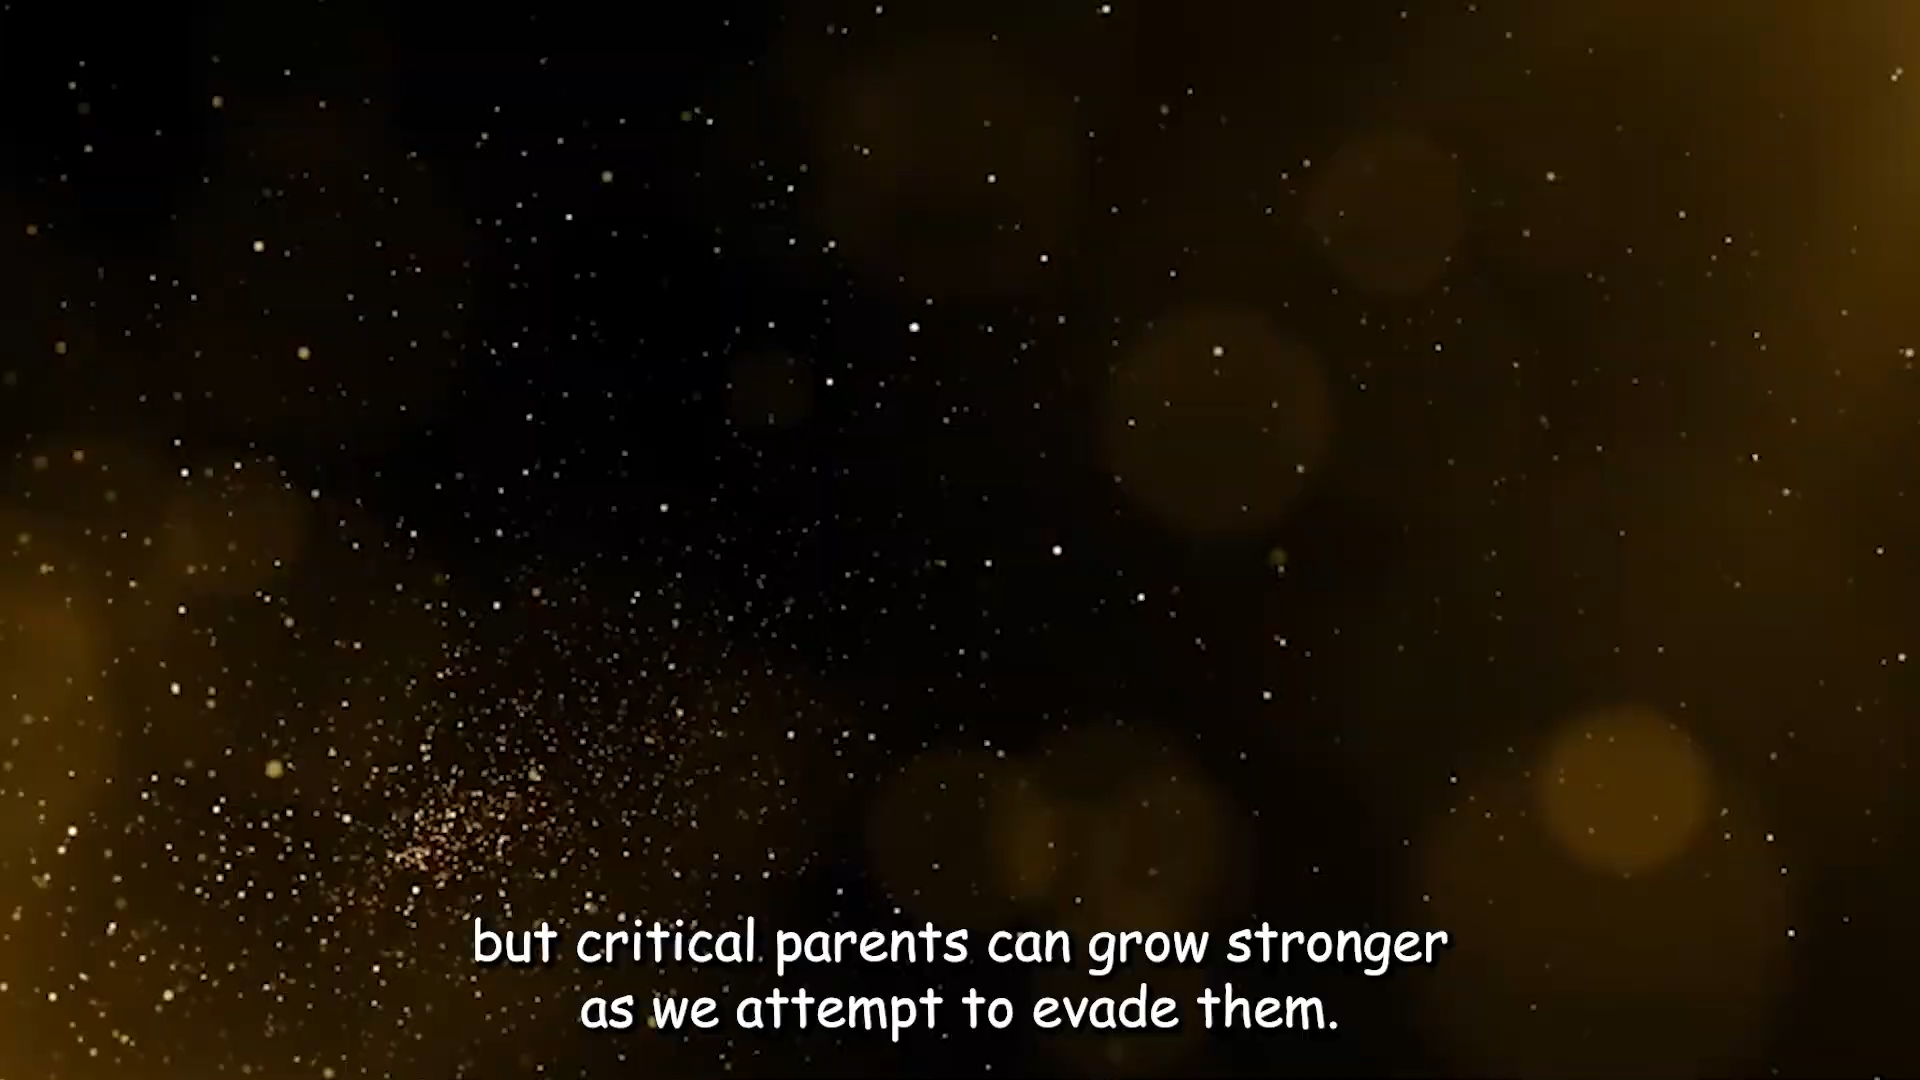 but critical parents can grow stronger
as we attempt to evade them.